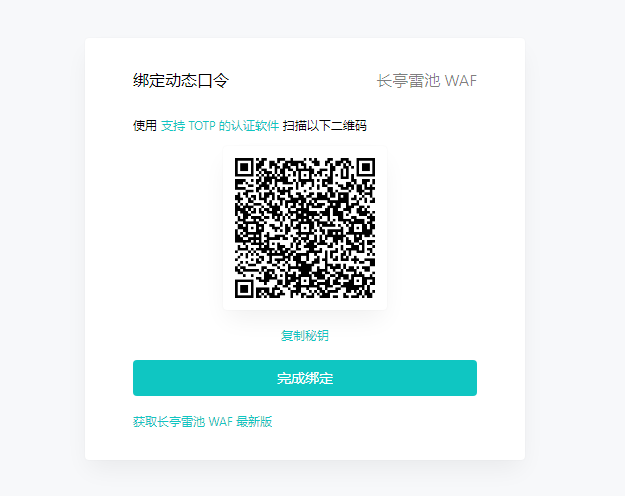 绑定动态口令 长亭雷池 WAF
使用 支持 TOTP 的认证软件 扫描以下二维码
复制秘钥
完成绑定
获取长亭雷池 WAF 最新版